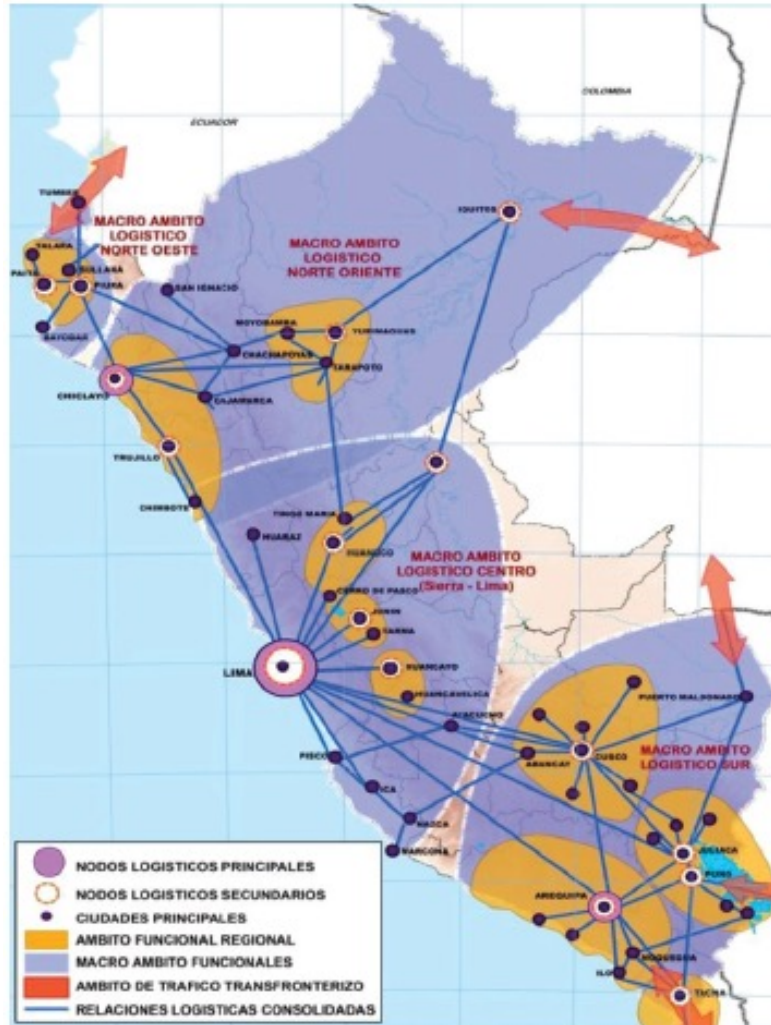 COLOMBIA
ECUADOR
TUMBES
MACRO AMBITO
LOGISTICO
NORTE OESTE
IQUITOS
MACRO AMBITO
LOGISTICO
NORTE ORIENTE
TALARA
SULLANA
PAITA
PIURA
SAN IGNACIO
BAYOBAR
MOYOBAMBA
YURIMAGUAS
CHACHAPOYAS
TARAPOTO
CHICLAYO
CAJAMARCA
TRUJILLO
CHIMBOTE
TINGO MARIA
HUARAZ
HUANUCO
MACRO AMBITO
LOGISTICO CENTRO
(Sierra - Lima)
CERRO DE PASCO
JUNIN
TARMA
LIMA
HUANCAYO
HUANCAVELICA
PUERTO MALDONADO
AYACUCHO
PISCO
ABANCAY
CUSCO
MACRO AMBITO
LOGISTICO SUR
ICA
NAZCA
MARCONA
JULIACA
PUNO
AREQUIPA
MOQUEGUA
ILO
TACNA
NODOS LOGISTICOS PRINCIPALES
NODOS LOGISTICOS SECUNDARIOS
CIUDADES PRINCIPALES
AMBITO FUNCIONAL REGIONAL
MACRO AMBITO FUNCIONALES
AMBITO DE TRAFICO TRANSFRONTERIZO
RELACIONES LOGISTICAS CONSOLIDADAS